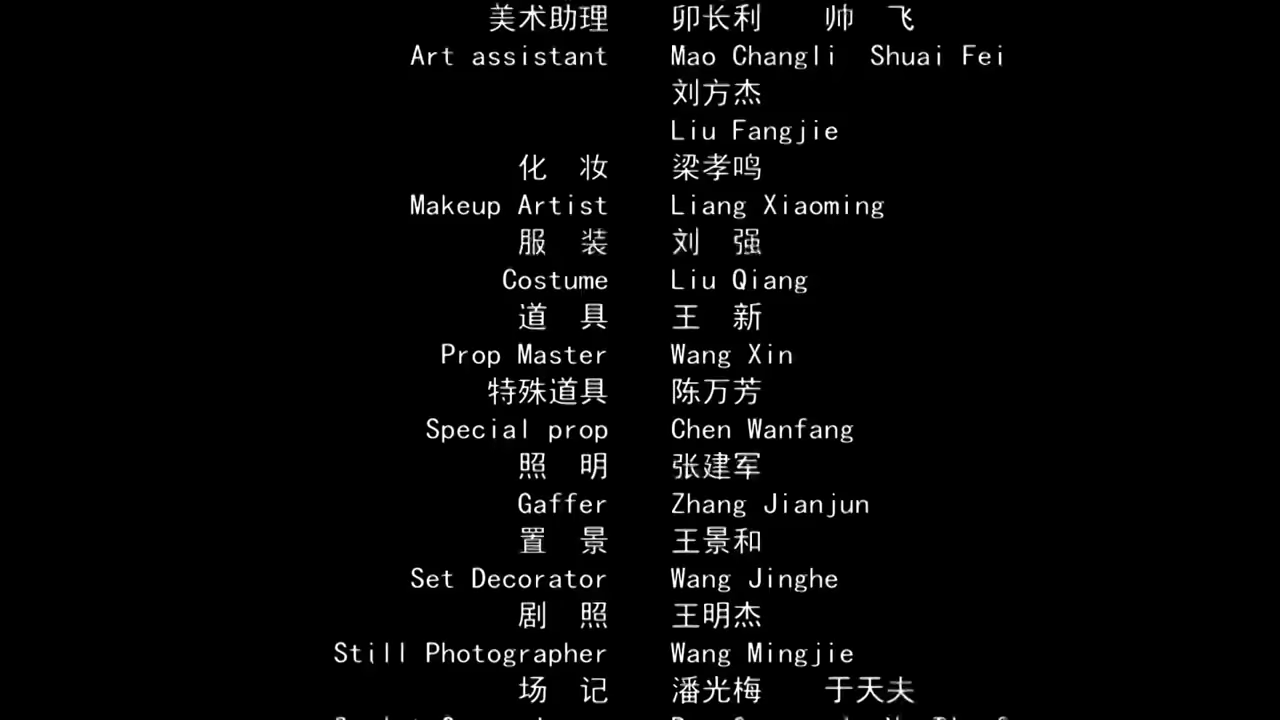 美术助理 卯长利 帅 飞
Art assistant Mao Changli Shuai Fei
刘方杰
Liu Fangjie
化 妆 梁孝鸣
Makeup Artist Liang Xiaoming
服 装 刘 强
Costume Liu Qiang
道 具 王 新
Prop Master Wang Xin
特殊道具 陈万芳
Special prop Chen Wanfang
照 明 张建军
Gaffer Zhang Jianjun
置 景 王景和
Set Decorator Wang Jinghe
剧 照 王明杰
Still Photographer Wang Mingjie
场 记 潘光梅 于天夫